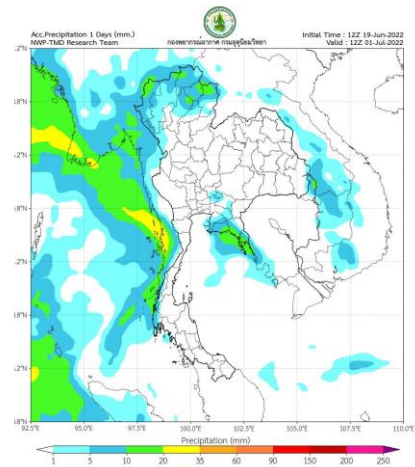 Acc.Precipitation 1 Days (mm.)
NWP-TMD Research Team
กองพยากรณ์อากาศ กรมอุตุนิยมวิทยา
Initial Time : 12Z 19-Jun-2022
Valid : 12Z 01-Jul-2022
92.5°E 95.0°E 97.5°E 100.0°E 102.5°E 105.0°E 107.5°E 110.0°E
Precipitation (mm)
1 5 10 20 35 60 90 150 200 250